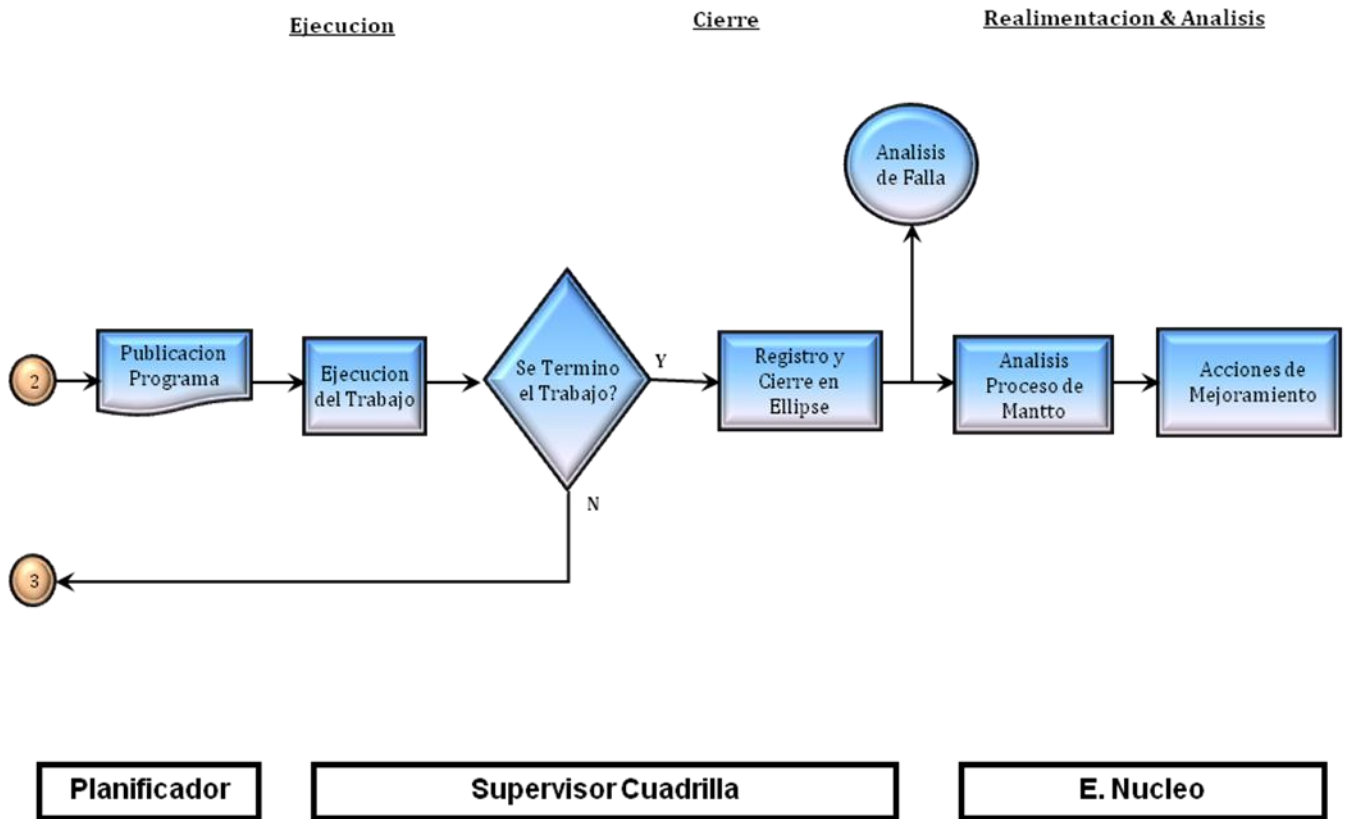 Ejecucion
Cierre
Realimentacion & Analisis
Analisis
de Falla
2
Publicacion
Programa
Ejecucion
del Trabajo
Se Termino
el Trabajo?
Y
N
Registro y
Cierre en
Ellipse
Analisis
Proceso de
Mantto
Acciones de
Mejoramiento
3
Planificador
Supervisor Cuadrilla
E. Nucleo